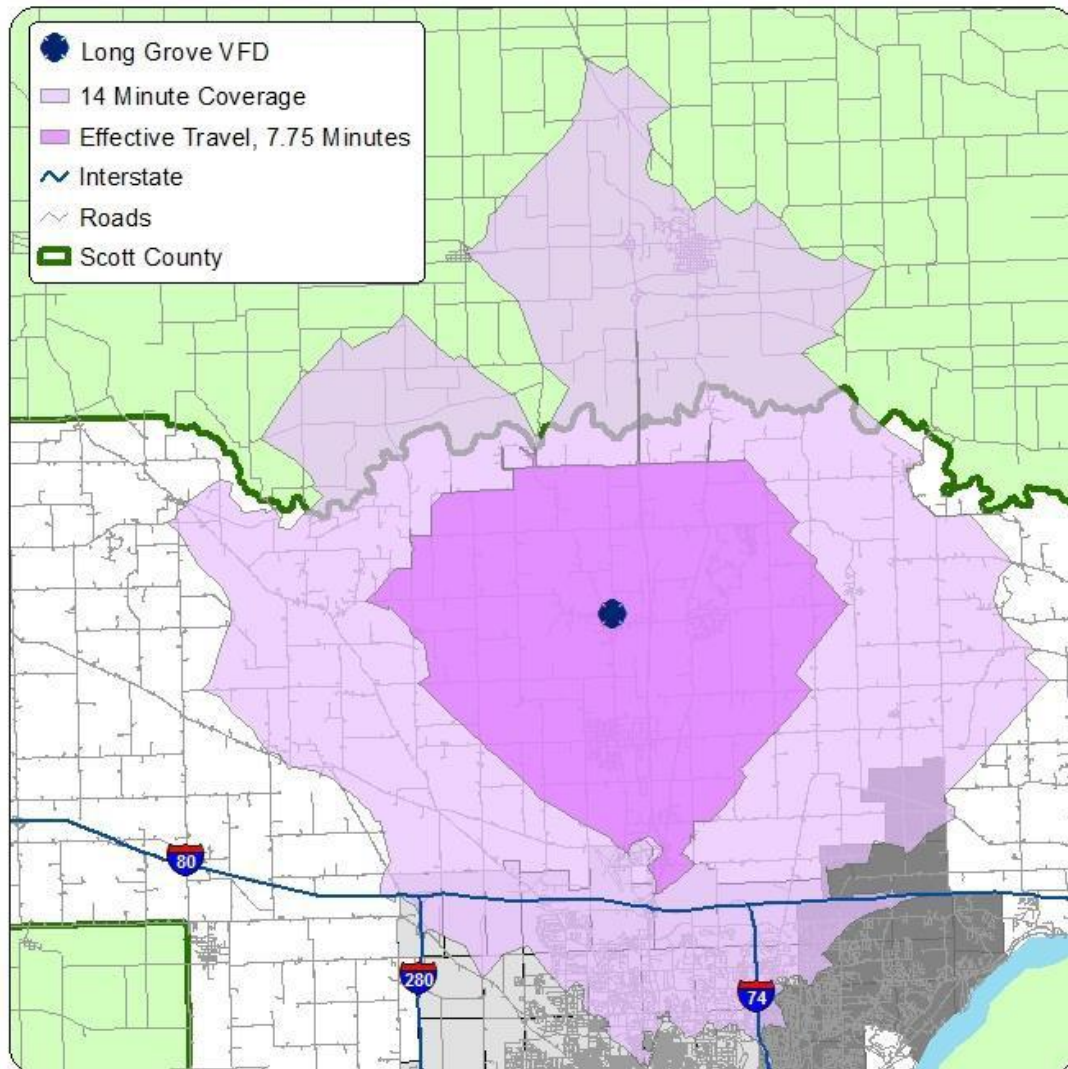 Long Grove VFD
14 Minute Coverage
Effective Travel, 7.75 Minutes
Interstate
Roads
Scott County
80
280
74